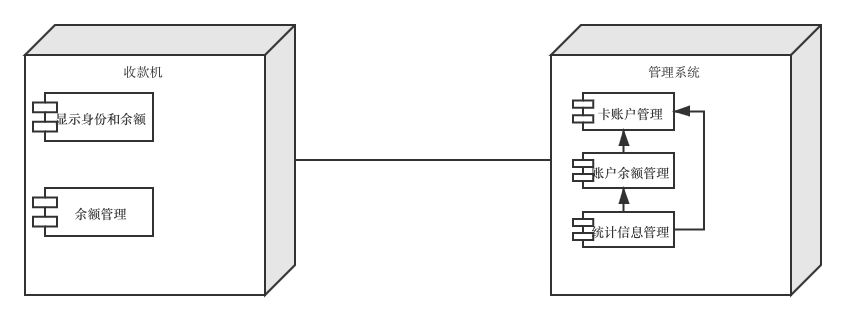 收款机
显示身份和余额
余额管理
管理系统
卡账户管理
账户余额管理
统计信息管理